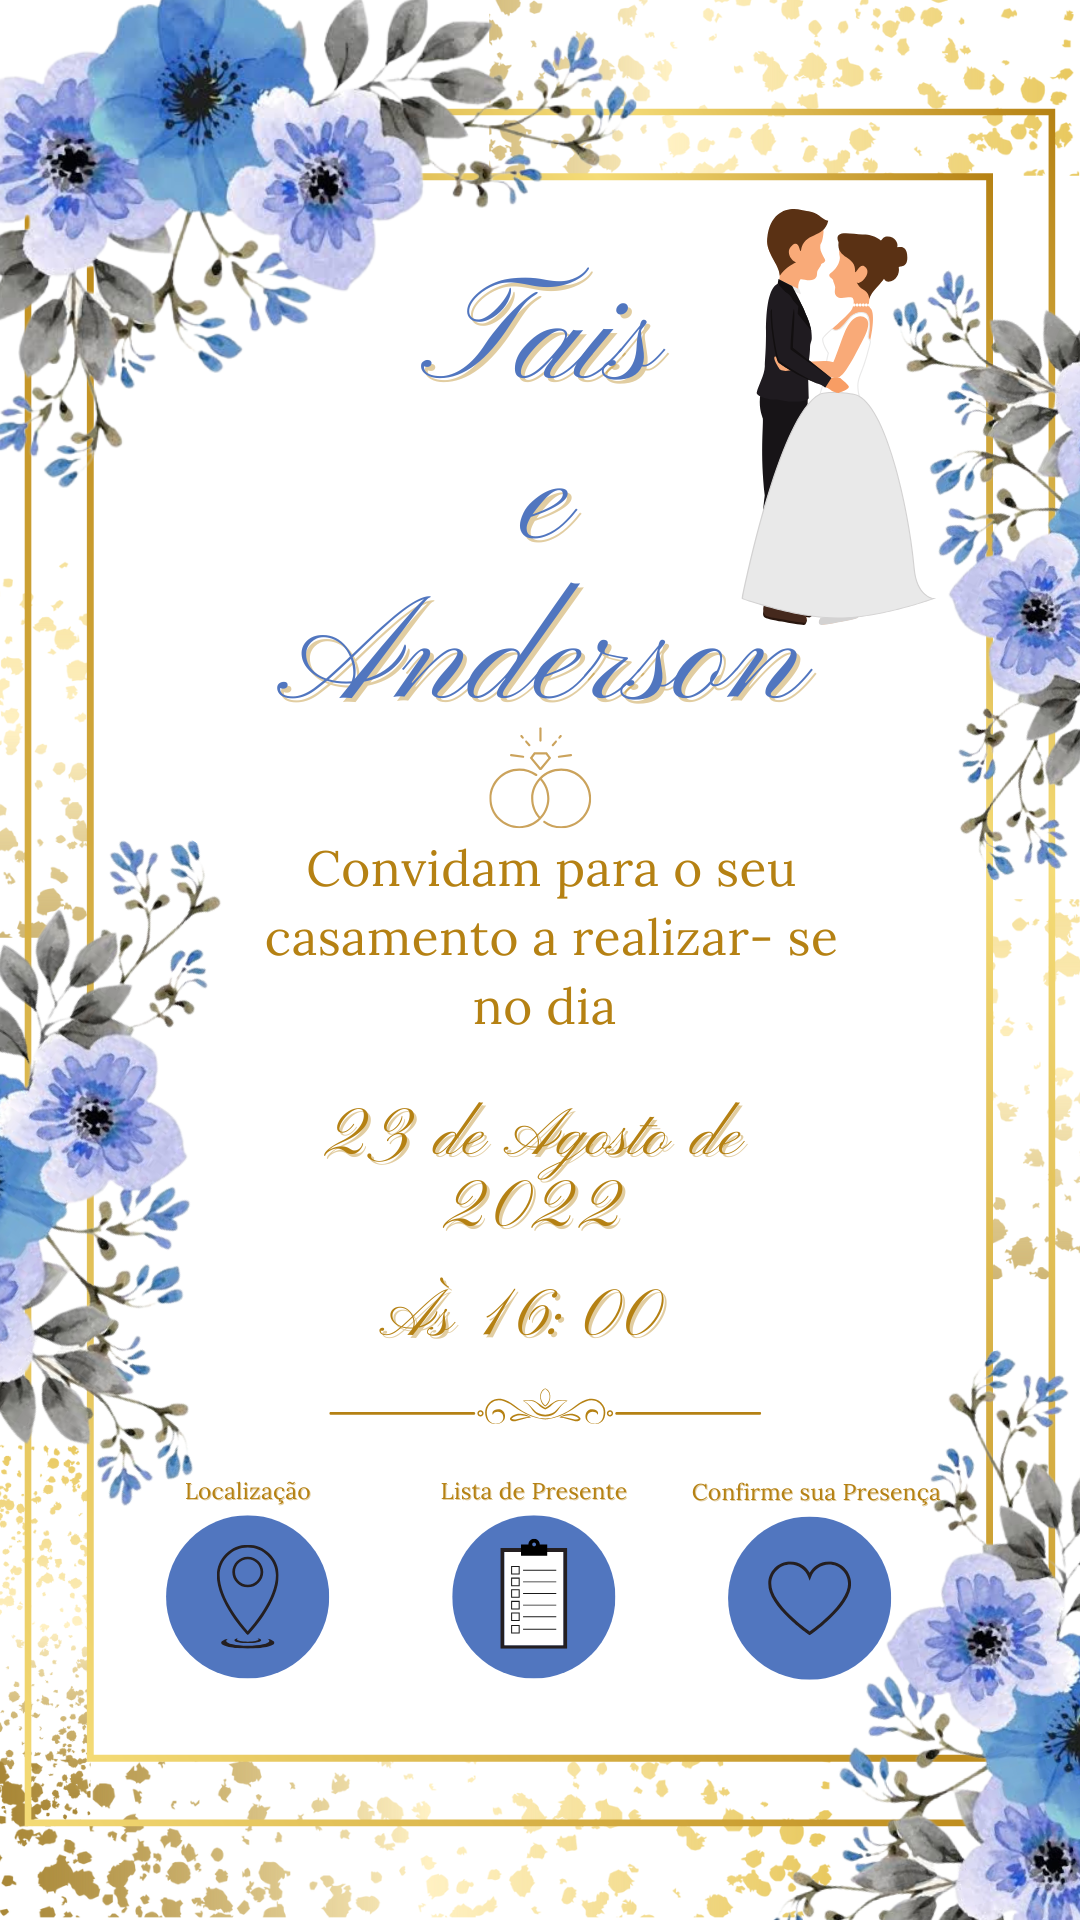 Tais
e
Anderson
Convidam para o seu
casamento a realizar- se
no dia
23 de Agosto de
2022
Às 16: 00
Localização
Lista de Presente
Confirme sua Presença